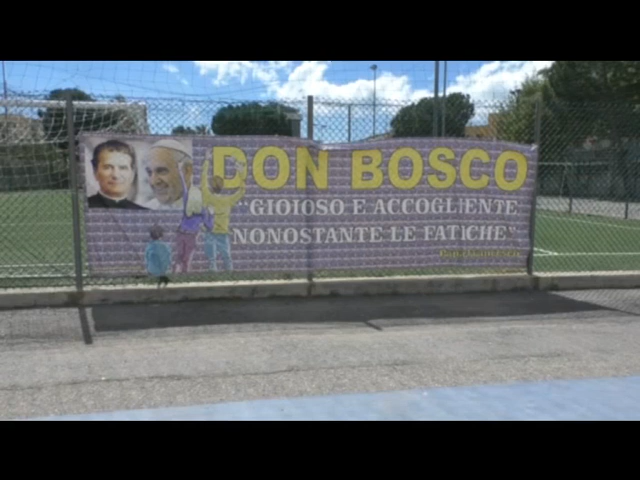 DON BOSCO
"GIOIOSO E ACCOGLIENTE
NONOSTANTE LE FATICHE"